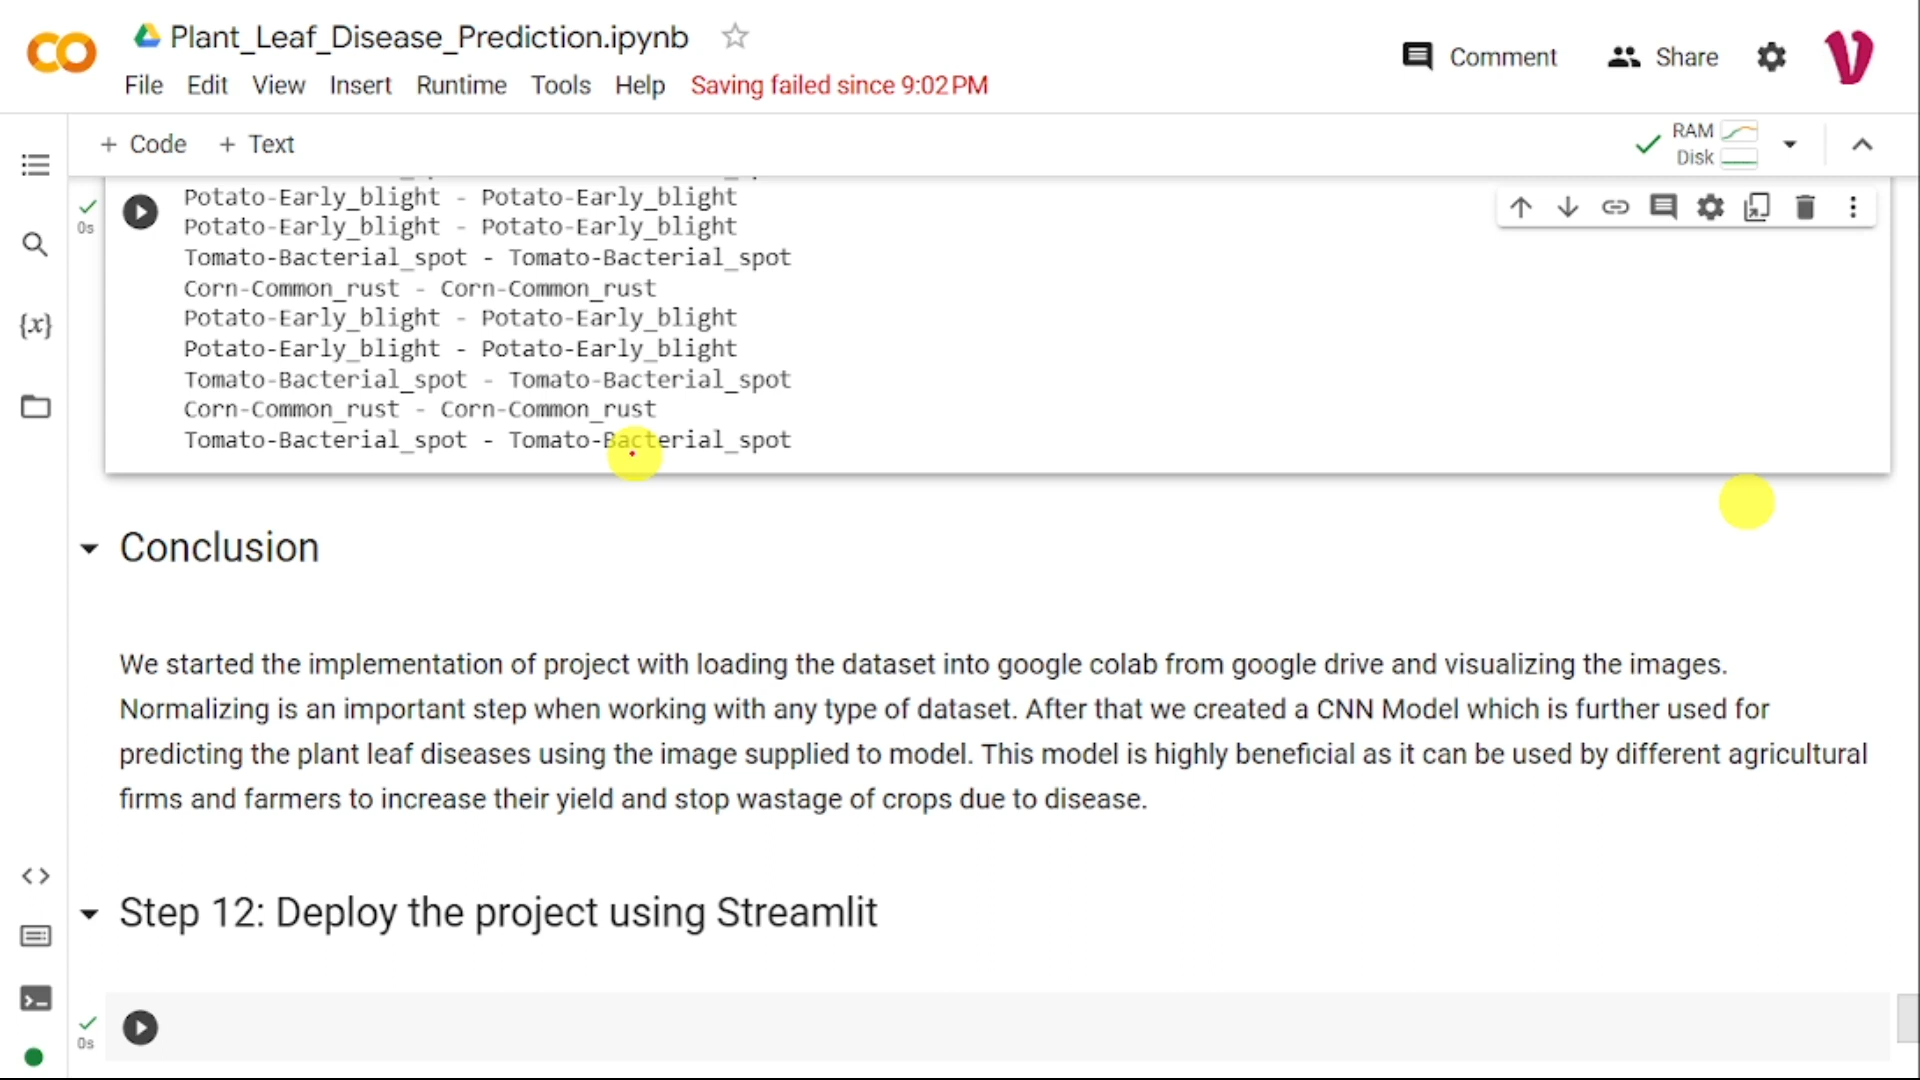 Plant_Leaf_Disease_Prediction.ipynb
Comment
Share
File Edit View Insert Runtime Tools Help Saving failed since 9:02 PM
+ Code + Text
RAM
Disk
0s
Potato-Early_blight - Potato-Early_blight
Potato-Early_blight - Potato-Early_blight
Tomato-Bacterial_spot - Tomato-Bacterial_spot
Corn-Common_rust - Corn-Common_rust
Potato-Early_blight - Potato-Early_blight
Potato-Early_blight - Potato-Early_blight
Tomato-Bacterial_spot - Tomato-Bacterial_spot
Corn-Common_rust - Corn-Common_rust
Tomato-Bacterial_spot - Tomato-Bacterial_spot
Conclusion
We started the implementation of project with loading the dataset into google colab from google drive and visualizing the images.
Normalizing is an important step when working with any type of dataset. After that we created a CNN Model which is further used for
predicting the plant leaf diseases using the image supplied to model. This model is highly beneficial as it can be used by different agricultural
firms and farmers to increase their yield and stop wastage of crops due to disease.
Step 12: Deploy the project using Streamlit
0s